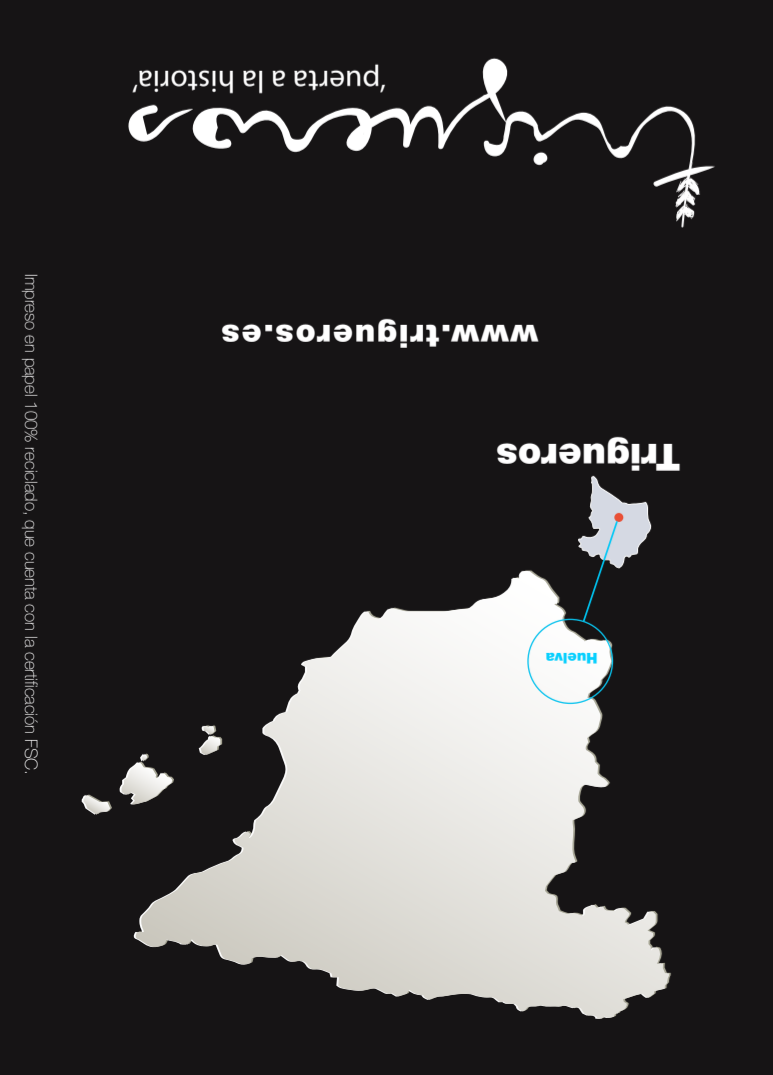 Huelva
Trigueros
www.trigueros.es
trigueros
‘puerta a la historia’
Impreso en papel 100% reciclado, que cuenta con la certificación FSC.